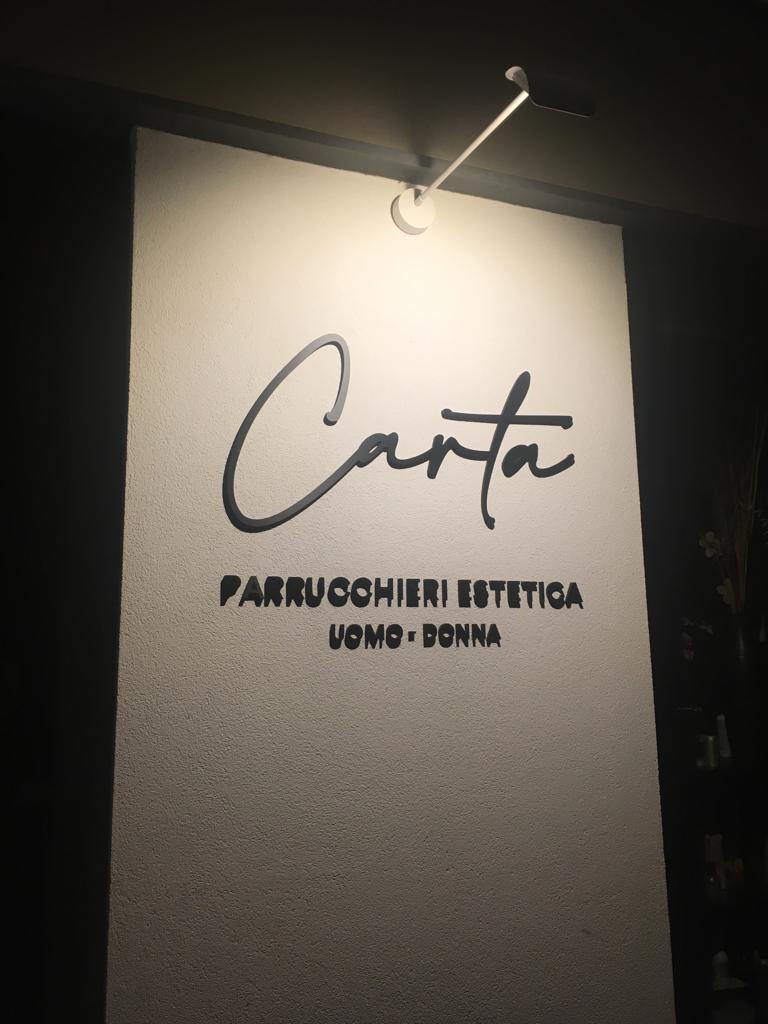 Carta
PARRUCCHIERI ESTETICA
UOMO - DONNA